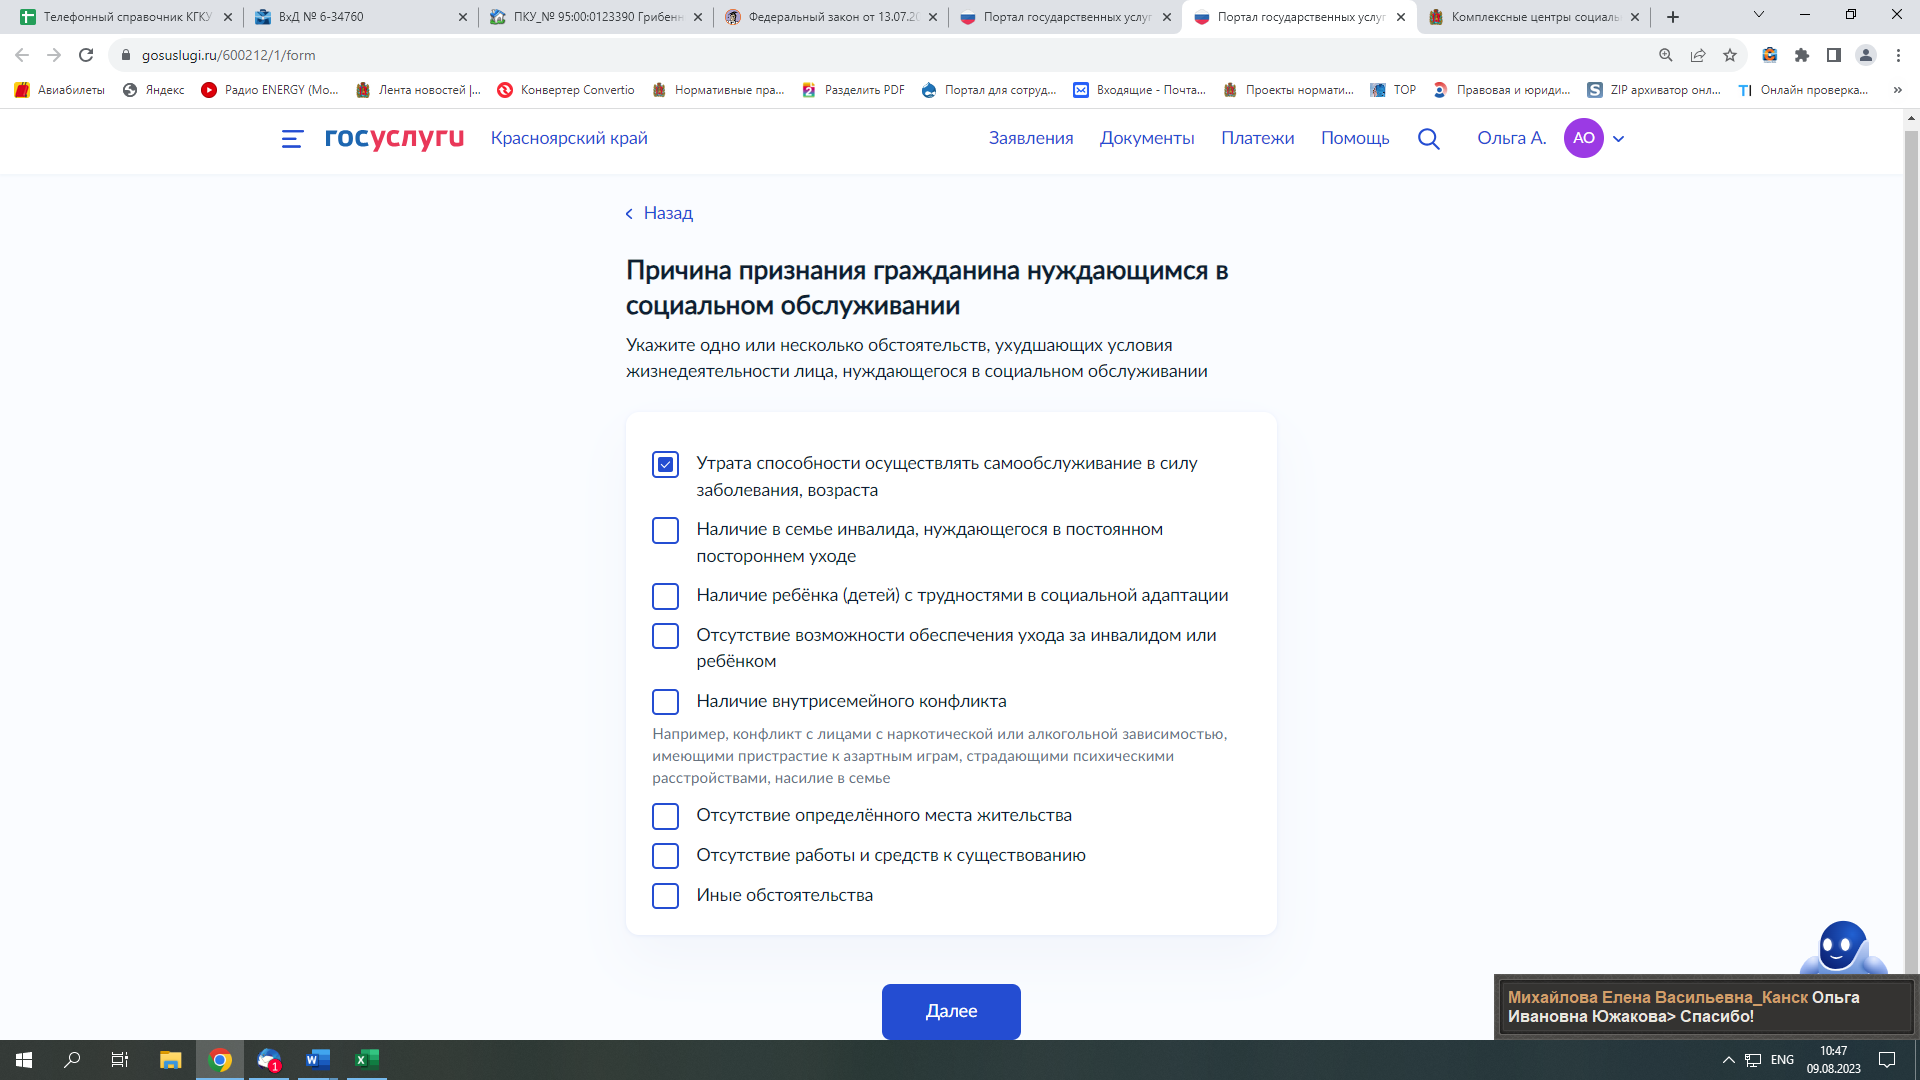 Телефонный справочник КГКУ
ВхД № 6-34760
ПКУ_№ 95:00:0123390 Грибенн
Федеральный закон от 13.07.20
Портал государственных услуг
Портал государственных услуг
Комплексные центры социаль
gosuslugi.ru/600212/1/form
Авиабилеты
Яндекс
Радио ENERGY (Мо...
Лента новостей |...
Конвертер Convertio
Нормативные пра...
Разделить PDF
Портал для сотруд...
Входящие - Почта...
Проекты нормати...
ТОР
Правовая и юриди...
ZIP архиватор онл...
Онлайн проверка...
госуслуги
Красноярский край
Заявления
Документы
Платежи
Помощь
Ольга А.
АО
Назад
Причина признания гражданина нуждающимся в
социальном обслуживании
Укажите одно или несколько обстоятельств, ухудшающих условия
жизнедеятельности лица, нуждающегося в социальном обслуживании
Утрата способности осуществлять самообслуживание в силу
заболевания, возраста
Наличие в семье инвалида, нуждающегося в постоянном
постороннем уходе
Наличие ребёнка (детей) с трудностями в социальной адаптации
Отсутствие возможности обеспечения ухода за инвалидом или
ребёнком
Наличие внутрисемейного конфликта
Например, конфликт с лицами с наркотической или алкогольной зависимостью,
имеющими пристрастие к азартным играм, страдающими психическими
расстройствами, насилие в семье
Отсутствие определённого места жительства
Отсутствие работы и средств к существованию
Иные обстоятельства
Далее
Михайлова Елена Васильевна_Канск Ольга
Ивановна Южакова> Спасибо!
1
ENG
10:47
09.08.2023